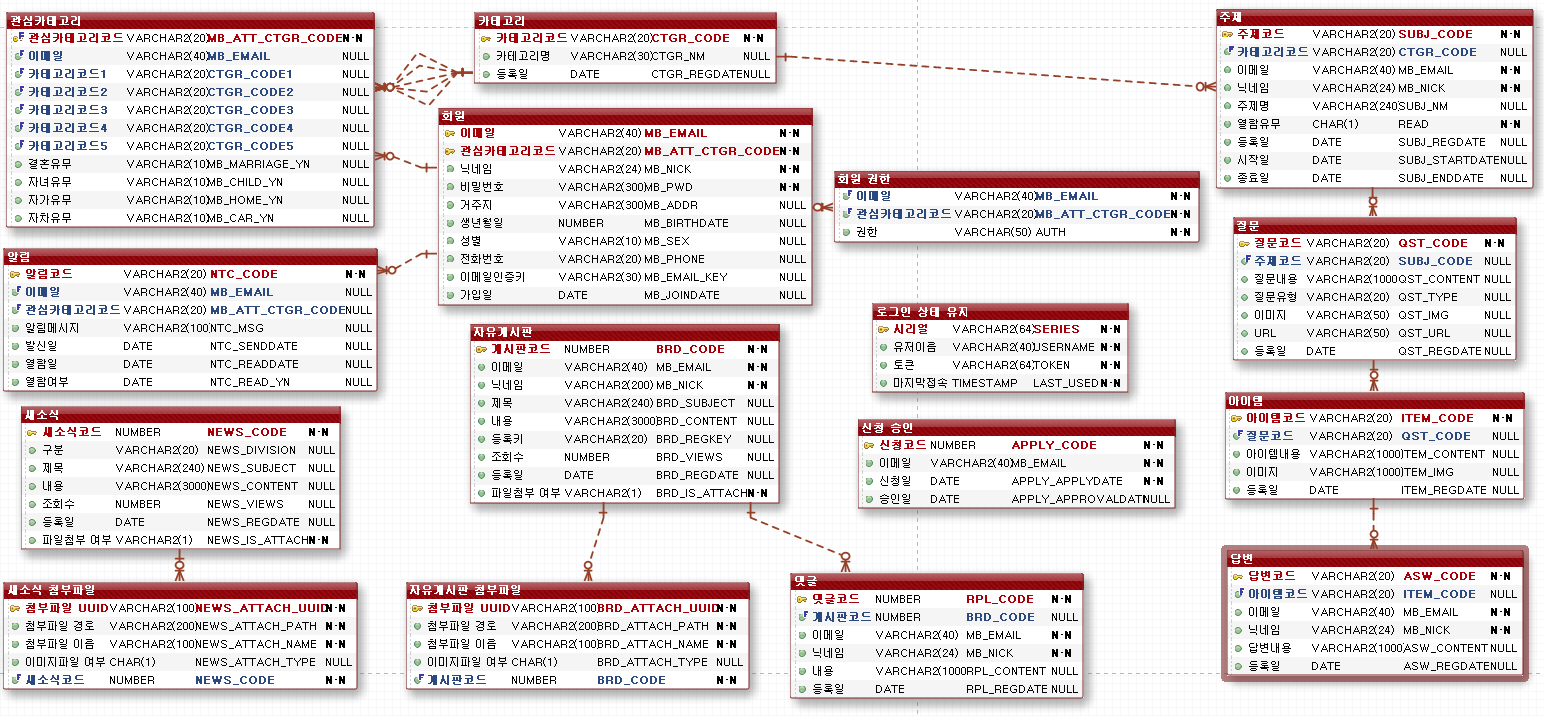 관심카테고리
관심카테고리코드 VARCHAR2(20) MB_ATT_CTGR_CODE N-N
이메일 VARCHAR2(40) MB_EMAIL NULL
카테고리코드1 VARCHAR2(20) CTGR_CODE1 NULL
카테고리코드2 VARCHAR2(20) CTGR_CODE2 NULL
카테고리코드3 VARCHAR2(20) CTGR_CODE3 NULL
카테고리코드4 VARCHAR2(20) CTGR_CODE4 NULL
카테고리코드5 VARCHAR2(20) CTGR_CODE5 NULL
결혼유무 VARCHAR2(10) MB_MARRIAGE_YN NULL
자녀유무 VARCHAR2(10) MB_CHILD_YN NULL
자가유무 VARCHAR2(10) MB_HOME_YN NULL
자차유무 VARCHAR2(10) MB_CAR_YN NULL
카테고리
카테고리코드 VARCHAR2(20) CTGR_CODE N-N
카테고리명 VARCHAR2(30) CTGR_NM NULL
등록일 DATE CTGR_REGDATE NULL
주제
주제코드 VARCHAR2(20) SUBJ_CODE N-N
카테고리코드 VARCHAR2(20) CTGR_CODE NULL
이메일 VARCHAR2(40) MB_EMAIL N-N
닉네임 VARCHAR2(24) MB_NICK N-N
주제명 VARCHAR2(240) SUBJ_NM NULL
열람유무 CHAR(1) READ N-N
등록일 DATE SUBJ_REGDATE NULL
시작일 DATE SUBJ_STARTDATE NULL
종료일 DATE SUBJ_ENDDATE NULL
회원
이메일 VARCHAR2(40) MB_EMAIL N-N
관심카테고리코드 VARCHAR2(20) MB_ATT_CTGR_CODE N-N
닉네임 VARCHAR2(24) MB_NICK N-N
비밀번호 VARCHAR2(300) MB_PWD N-N
거주지 VARCHAR2(300) MB_ADDR NULL
생년월일 NUMBER MB_BIRTHDATE NULL
성별 VARCHAR2(10) MB_SEX NULL
전화번호 VARCHAR2(20) MB_PHONE NULL
이메일인증키 VARCHAR2(30) MB_EMAIL_KEY NULL
가입일 DATE MB_JOINDATE NULL
회원 권한
이메일 VARCHAR2(40) MB_EMAIL N-N
관심카테고리코드 VARCHAR2(20) MB_ATT_CTGR_CODE N-N
권한 VARCHAR(50) AUTH N-N
알림
알림코드 VARCHAR2(20) NTC_CODE N-N
이메일 VARCHAR2(40) MB_EMAIL NULL
관심카테고리코드 VARCHAR2(20) MB_ATT_CTGR_CODE NULL
알림메시지 VARCHAR2(100) NTC_MSG NULL
발신일 DATE NTC_SENDDATE NULL
열람일 DATE NTC_READDATE NULL
열람여부 DATE NTC_READ_YN NULL
질문
질문코드 VARCHAR2(20) QST_CODE N-N
주제코드 VARCHAR2(20) SUBJ_CODE NULL
질문내용 VARCHAR2(1000 QST_CONTENT NULL
질문유형 VARCHAR2(20) QST_TYPE NULL
이미지 VARCHAR2(50) QST_IMG NULL
URL VARCHAR2(50) QST_URL NULL
등록일 DATE QST_REGDATE NULL
로그인 상태 유지
시리얼 VARCHAR2(64) SERIES N-N
유저이름 VARCHAR2(40) USERNAME N-N
토큰 VARCHAR2(64) TOKEN N-N
마지막접속 TIMESTAMP LAST_USED N-N
자유게시판
게시판코드 NUMBER BRD_CODE N-N
이메일 VARCHAR2(40) MB_EMAIL N-N
닉네임 VARCHAR2(200) MB_NICK N-N
제목 VARCHAR2(240) BRD_SUBJECT NULL
내용 VARCHAR2(3000 BRD_CONTENT NULL
등록키 VARCHAR2(20) BRD_REGKEY NULL
조회수 NUMBER BRD_VIEWS NULL
등록일 DATE BRD_REGDATE NULL
파일첨부 여부 VARCHAR2(1) BRD_IS_ATTACH N-N
아이템
아이템코드 VARCHAR2(20) ITEM_CODE N-N
질문코드 VARCHAR2(20) QST_CODE NULL
아이템내용 VARCHAR2(1000) TEM_CONTENT NULL
이미지 VARCHAR2(1000) TEM_IMG NULL
등록일 DATE ITEM_REGDATE NULL
새소식
새소식코드 NUMBER NEWS_CODE N-N
구분 VARCHAR2(20) NEWS_DIVISION NULL
제목 VARCHAR2(240) NEWS_SUBJECT NULL
내용 VARCHAR2(3000 NEWS_CONTENT NULL
조회수 NUMBER NEWS_VIEWS NULL
등록일 DATE NEWS_REGDATE NULL
파일첨부 여부 VARCHAR2(1) NEWS_IS_ATTACH N-N
신청 승인
신청코드 NUMBER APPLY_CODE N-N
이메일 VARCHAR2(40) MB_EMAIL N-N
신청일 DATE APPLY_APPLYDATE N-N
승인일 DATE APPLY_APPROVALDAT NULL
새소식 첨부파일
첨부파일 UUID VARCHAR2(100) NEWS_ATTACH_UUID N-N
첨부파일 경로 VARCHAR2(200 NEWS_ATTACH_PATH N-N
첨부파일 이름 VARCHAR2(100 NEWS_ATTACH_NAME N-N
이미지파일 여부 CHAR(1) NEWS_ATTACH_TYPE NULL
새소식코드 NUMBER NEWS_CODE N-N
자유게시판 첨부파일
첨부파일 UUID VARCHAR2(100) BRD_ATTACH_UUID N-N
첨부파일 경로 VARCHAR2(200 BRD_ATTACH_PATH N-N
첨부파일 이름 VARCHAR2(100 BRD_ATTACH_NAME N-N
이미지파일 여부 CHAR(1) BRD_ATTACH_TYPE NULL
게시판코드 NUMBER BRD_CODE N-N
댓글
댓글코드 NUMBER RPL_CODE N-N
게시판코드 NUMBER BRD_CODE NULL
이메일 VARCHAR2(40) MB_EMAIL N-N
닉네임 VARCHAR2(24) MB_NICK N-N
내용 VARCHAR2(1000 RPL_CONTENT NULL
등록일 DATE RPL_REGDATE NULL
답변
답변코드 VARCHAR2(20) ASW_CODE N-N
아이템코드 VARCHAR2(20) ITEM_CODE NULL
이메일 VARCHAR2(40) MB_EMAIL N-N
닉네임 VARCHAR2(24) MB_NICK N-N
답변내용 VARCHAR2(1000 ASW_CONTENT NULL
등록일 DATE ASW_REGDATE NULL